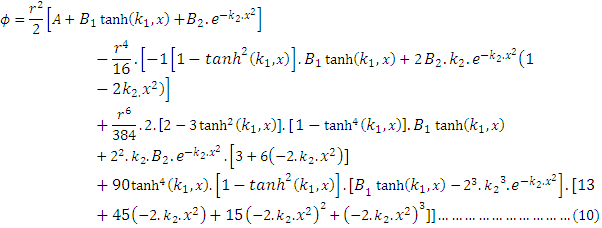 ϕ = r²/2 [A + B₁ tanh(k₁,x) + B₂. e^(−k₂.x²)]
− r⁴/16 . [−1[1 − tanh²(k₁,x)]. B₁ tanh(k₁,x) + 2 B₂. k₂. e^(−k₂.x²) (1
− 2k₂.x²)]
+ r⁶/384 . 2. [2 − 3 tanh²(k₁,x)]. [1 − tanh⁴(k₁,x)]. B₁ tanh(k₁,x)
+ 2². k₂. B₂. e^(−k₂.x²). [3 + 6(−2. k₂. x²)]
+ 90tanh⁴(k₁,x). [1 − tanh²(k₁,x)]. [B₁ tanh(k₁,x) − 2³. k₂³. e^(−k₂.x²)]. [13
+ 45(−2. k₂. x²) + 15(−2. k₂. x²)² + (−2. k₂. x²)³]] … … … … … … … … … (10)